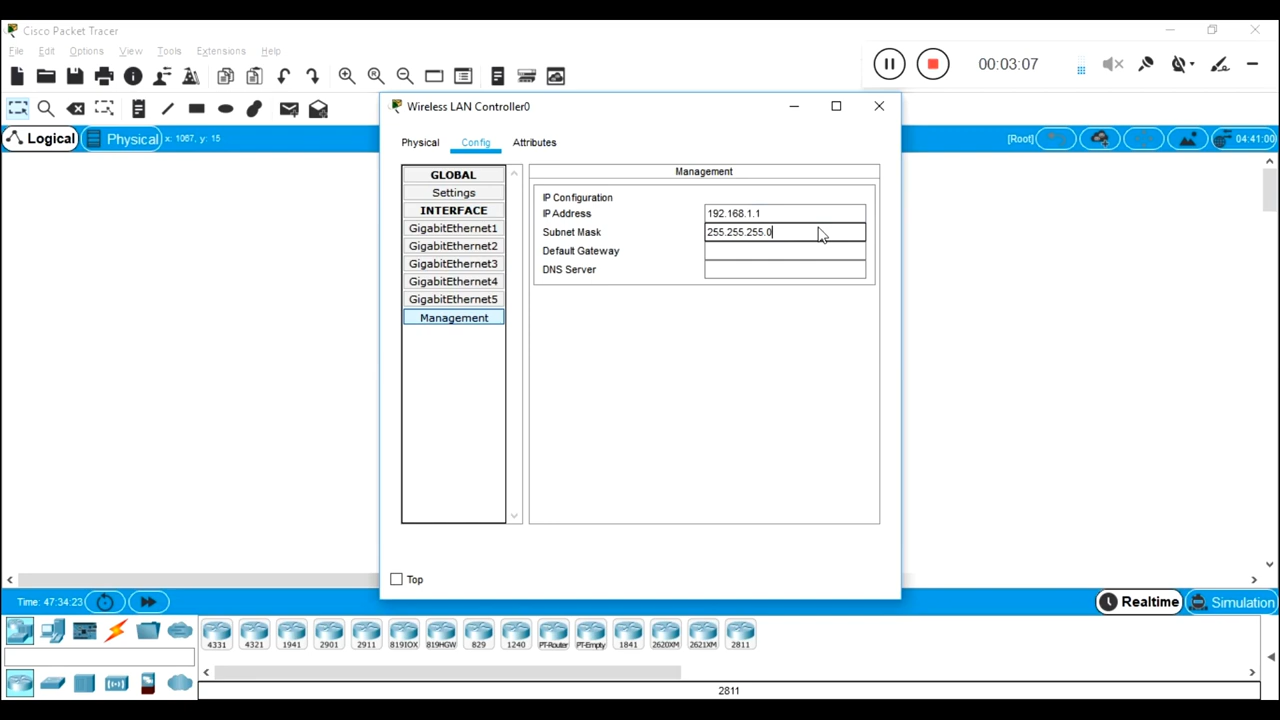 Cisco Packet Tracer
File Edit Options View Tools Extensions Help
00:03:07
Wireless LAN Controller0
Logical Physical x: 1067, y: 15 [Root] 04:41:00
Physical Config Attributes
GLOBAL
Settings
INTERFACE
GigabitEthernet1
GigabitEthernet2
GigabitEthernet3
GigabitEthernet4
GigabitEthernet5
Management
Management
IP Configuration
IP Address 192.168.1.1
Subnet Mask 255.255.255.0
Default Gateway
DNS Server
Top
Time: 47:34:23 Realtime Simulation
4331 4321 1941 2901 2911 819IOX 819HGW 829 1240 PT-Router PT-Empty 1841 2620XM 2621XM 2811
2811